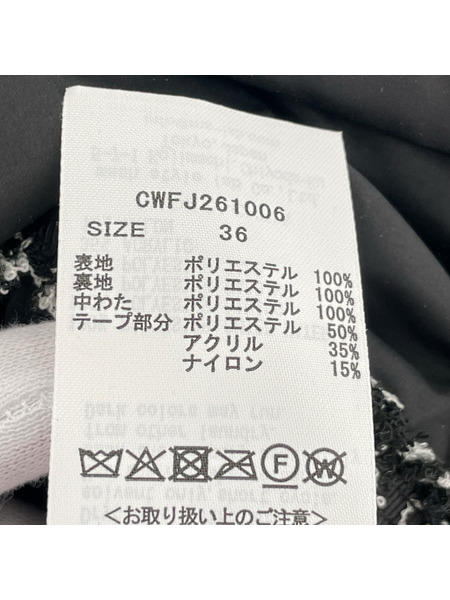 CWFJ261006
SIZE 36
表地 ポリエステル 100%
裏地 ポリエステル 100%
中わた ポリエステル 100%
テープ部分 ポリエステル 50%
アクリル 35%
ナイロン 15%
F W
＜お取り扱い上のご注意＞